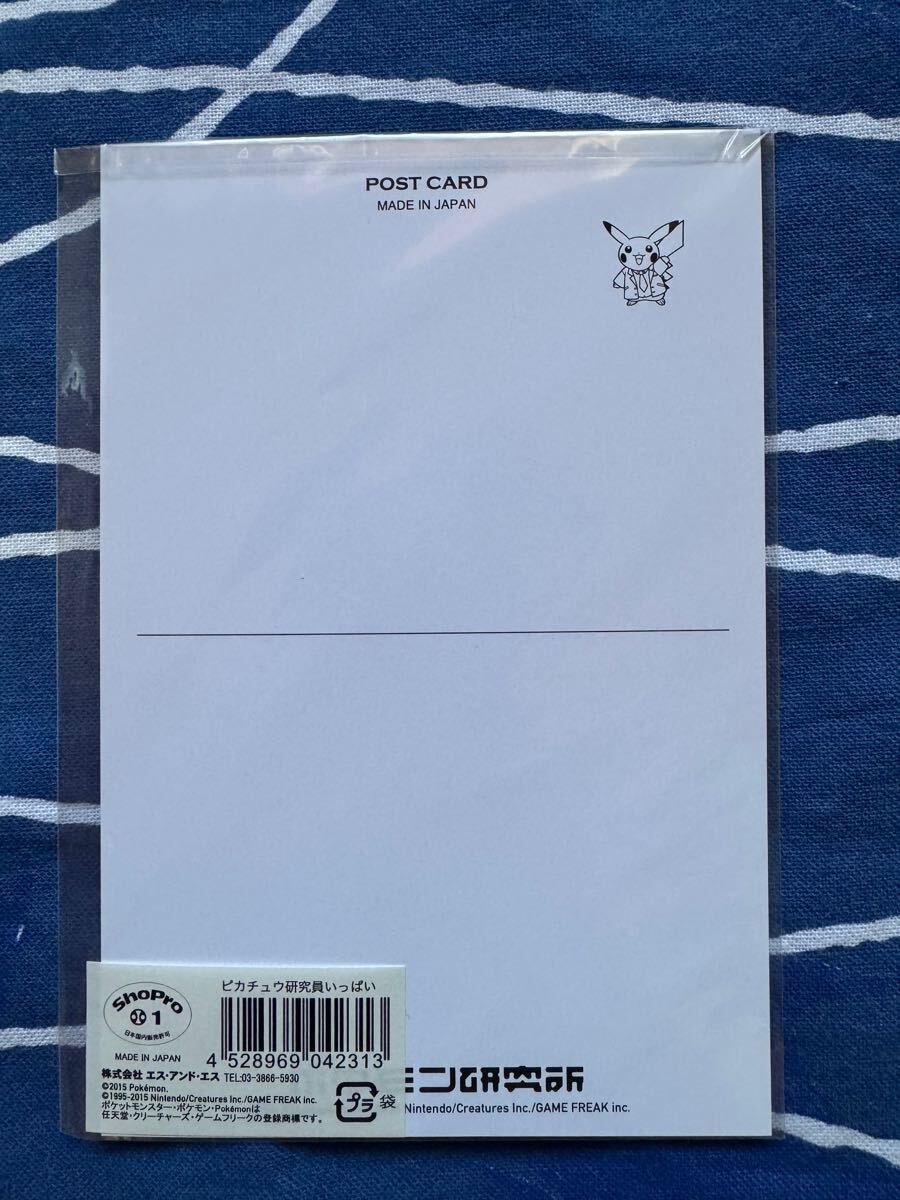 POST CARD
MADE IN JAPAN
ピカチュウ研究員いっぱい
ShoPro
1
日本国内販売許可
MADE IN JAPAN
4 528969 042313
株式会社 エス・アンド・エス TEL:03-3866-5930
©2015 Pokémon.
©1995-2015 Nintendo/Creatures Inc./GAME FREAK inc.
ポケットモンスター・ポケモン・Pokémonは
任天堂・クリーチャーズ・ゲームフリークの登録商標です。
プラ
袋
モン研究所
Nintendo/Creatures Inc./GAME FREAK inc.